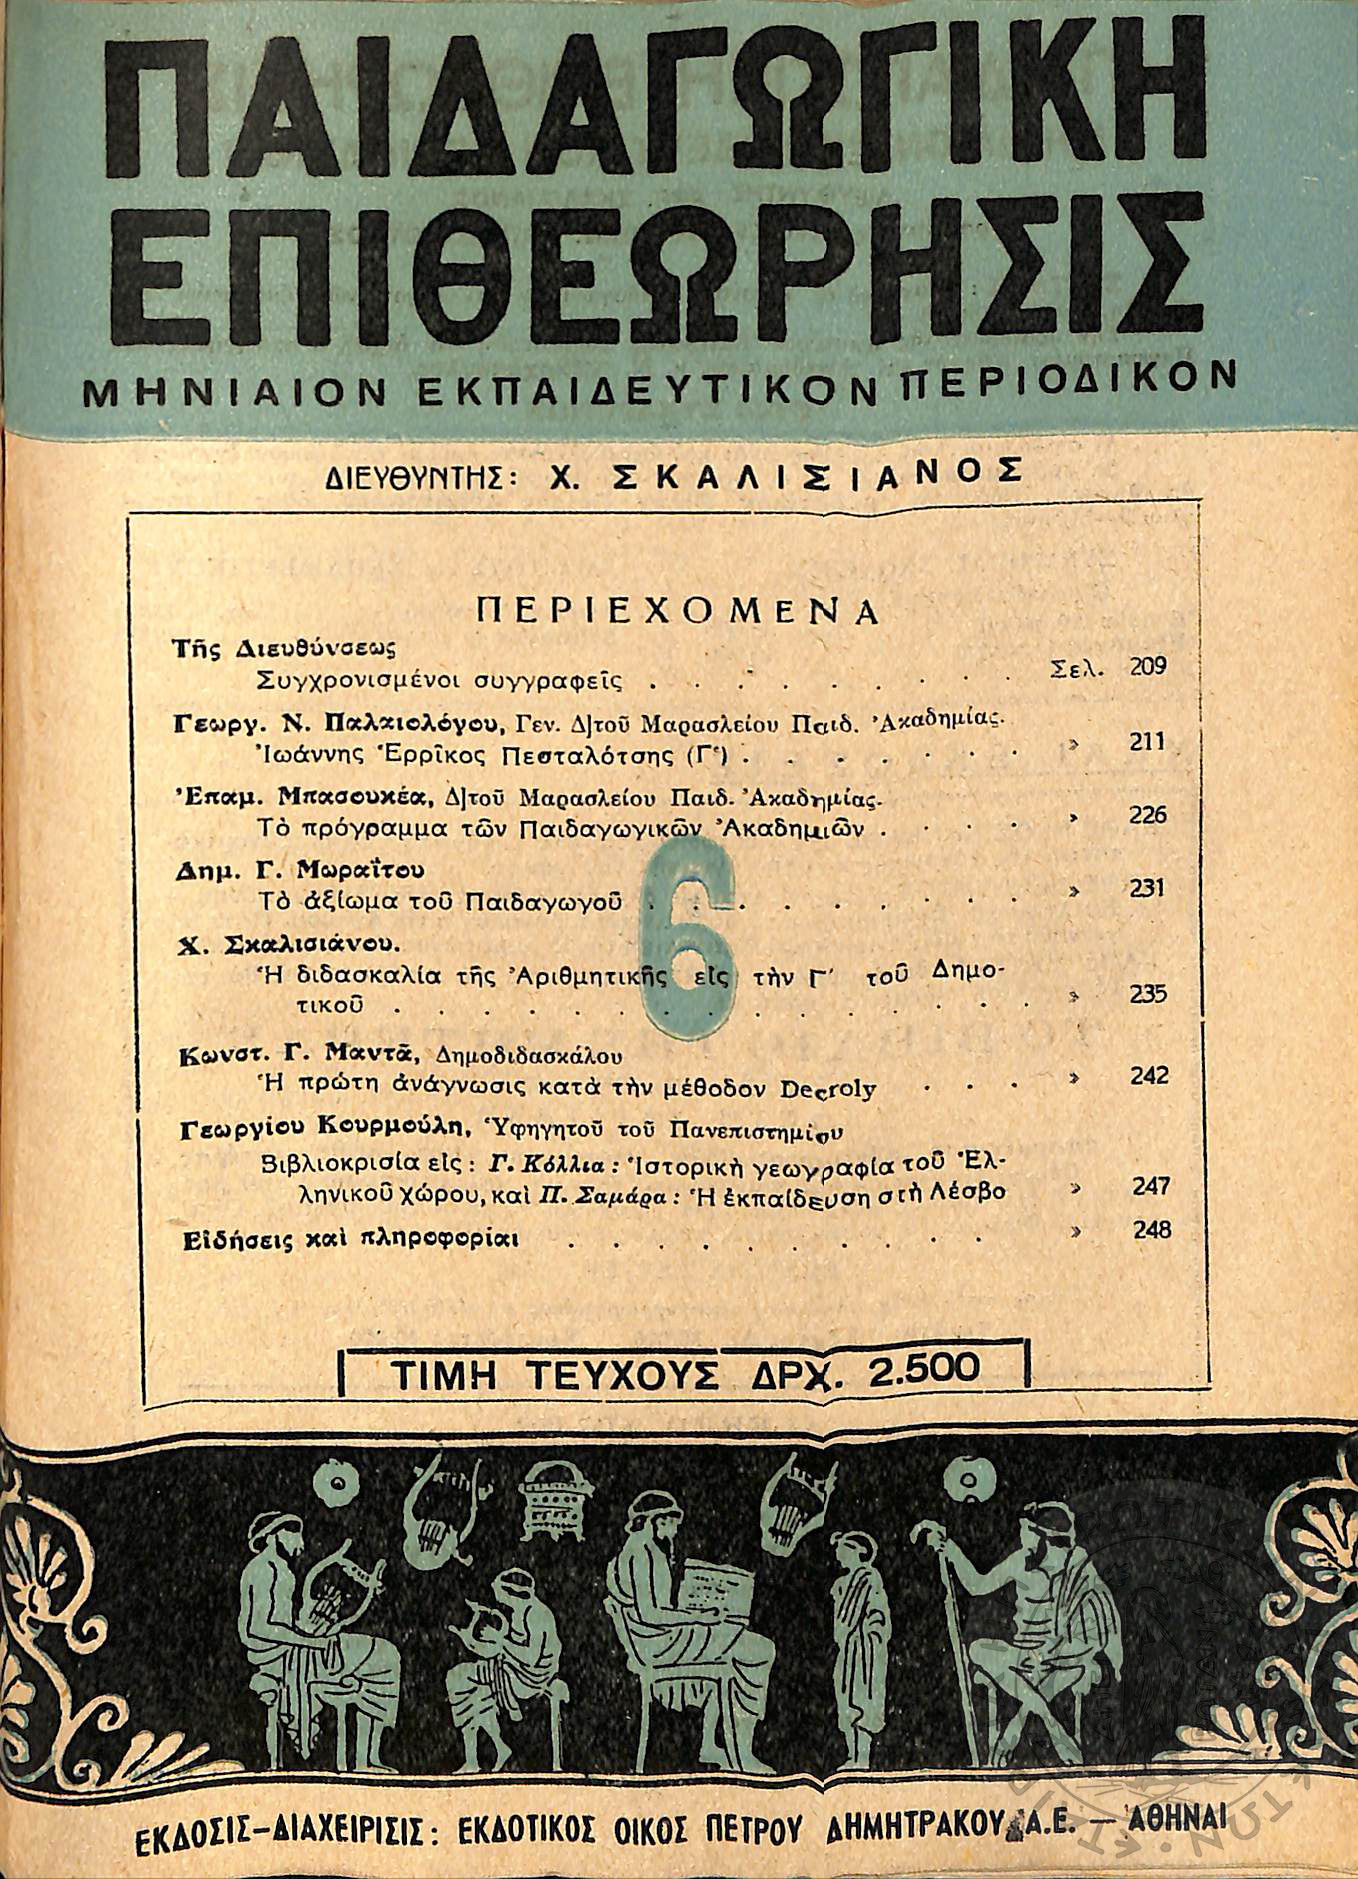 ΠΑΙΔΑΓΩΓΙΚΗ
ΕΠΙΘΕΩΡΗΣΙΣ
ΜΗΝΙΑΙΟΝ ΕΚΠΑΙΔΕΥΤΙΚΟΝ ΠΕΡΙΟΔΙΚΟΝ
ΔΙΕΥΘΥΝΤΗΣ: Χ. ΣΚΑΛΙΣΙΑΝΟΣ
ΠΕΡΙΕΧΟΜΕΝΑ
Τῆς Διευθύνσεως
Συγχρονισμένοι συγγραφεῖς . . . . . . . . . Σελ. 209
Γεωργ. Ν. Παλαιολόγου, Γεν. Δ]τοῦ Μαρασλείου Παιδ. Ἀκαδημίας.
Ἰωάννης Ἑρρῖκος Πεσταλότσης (Γ') . . . . . . . » 211
Ἐπαμ. Μπασουκέα, Δ]τοῦ Μαρασλείου Παιδ. Ἀκαδημίας.
Τὸ πρόγραμμα τῶν Παιδαγωγικῶν Ἀκαδημιῶν . . . . » 226
Δημ. Γ. Μωραΐτου
Τὸ ἀξίωμα τοῦ Παιδαγωγοῦ . . . . . . . . . » 231
Χ. Σκαλισιάνου.
Ἡ διδασκαλία τῆς Ἀριθμητικῆς εἰς τὴν Γ' τοῦ Δημο-
τικοῦ . . . . . . . . . . . . . . . » 235
6
Κωνστ. Γ. Μαντᾶ, Δημοδιδασκάλου
Ἡ πρώτη ἀνάγνωσις κατὰ τὴν μέθοδον Decroly . . . » 242
Γεωργίου Κουρμούλη, Ὑφηγητοῦ τοῦ Πανεπιστημίου
Βιβλιοκρισία εἰς: Γ. Κόλλια: Ἱστορικὴ γεωγραφία τοῦ Ἑλ-
ληνικοῦ χώρου, καὶ Π. Σαμάρα: Ἡ ἐκπαίδευση στὴ Λέσβο » 247
Εἰδήσεις καὶ πληροφορίαι . . . . . . . . . . » 248
ΤΙΜΗ ΤΕΥΧΟΥΣ ΔΡΧ. 2.500
ΕΚΔΟΣΙΣ–ΔΙΑΧΕΙΡΙΣΙΣ: ΕΚΔΟΤΙΚΟΣ ΟΙΚΟΣ ΠΕΤΡΟΥ ΔΗΜΗΤΡΑΚΟΥ Α.Ε. — ἈΘΗΝΑΙ